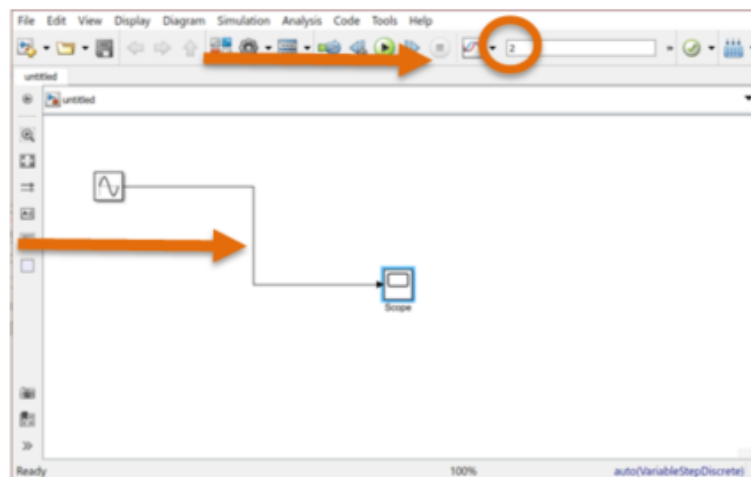 File Edit View Display Diagram Simulation Analysis Code Tools Help
2
untitled
untitled
Scope
Ready 100% auto(VariableStepDiscrete)